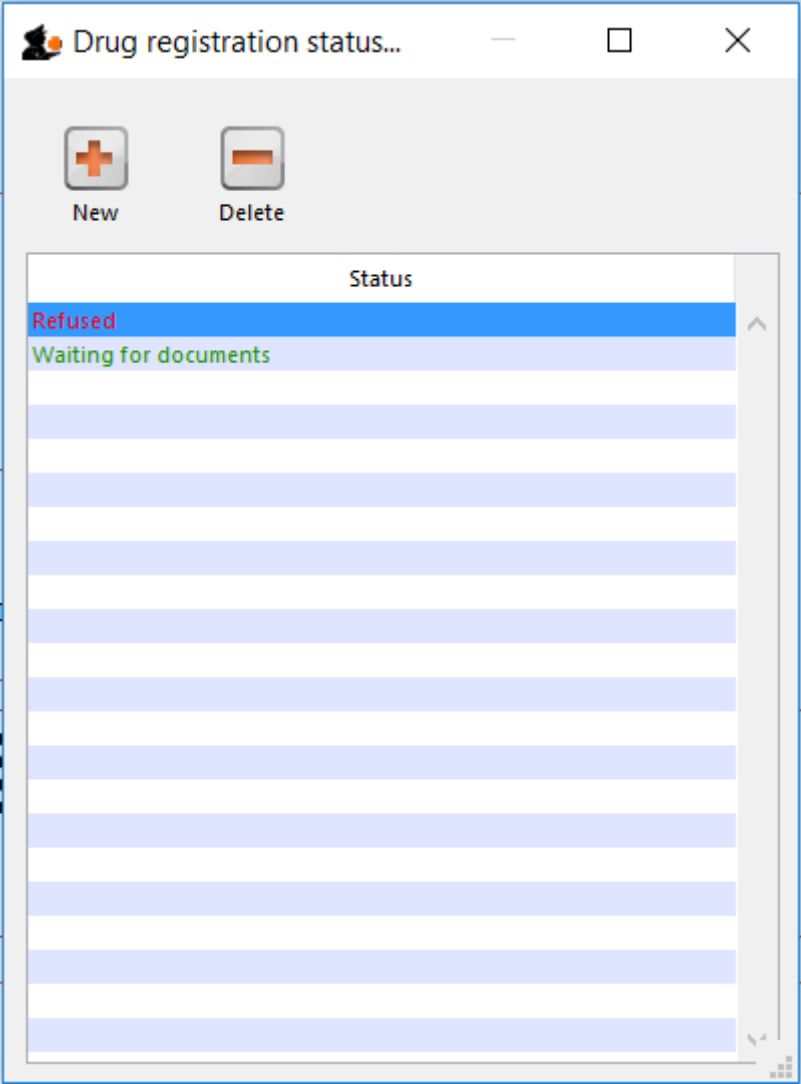 Drug registration status...
New
Delete
Status
Refused
Waiting for documents